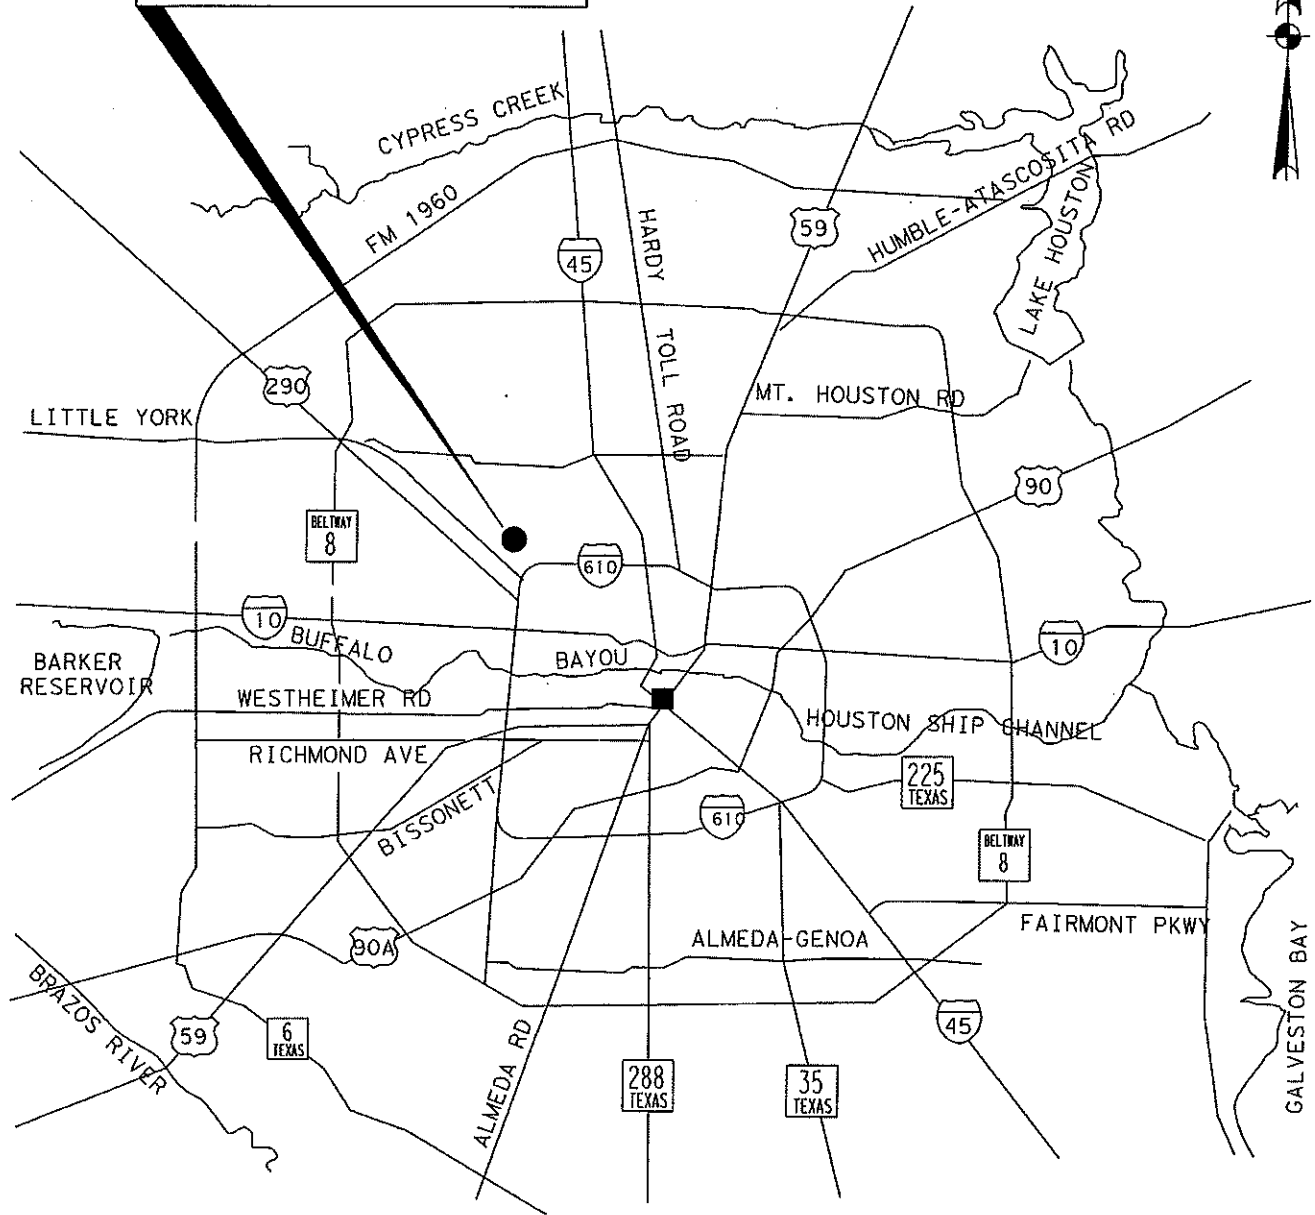 CYPRESS CREEK
HUMBLE-ATASCOSITA RD
FM 1960
HARDY
TOLL ROAD
59
45
LAKE HOUSTON
290
MT. HOUSTON RD
LITTLE YORK
90
BELTWAY
8
610
10
BUFFALO
BAYOU
10
BARKER
RESERVOIR
WESTHEIMER RD
HOUSTON SHIP CHANNEL
RICHMOND AVE
225
TEXAS
BISSONETT
610
BELTWAY
8
FAIRMONT PKWY
90A
ALMEDA-GENOA
BRAZOS RIVER
59
6
TEXAS
45
GALVESTON BAY
ALMEDA RD
288
TEXAS
35
TEXAS